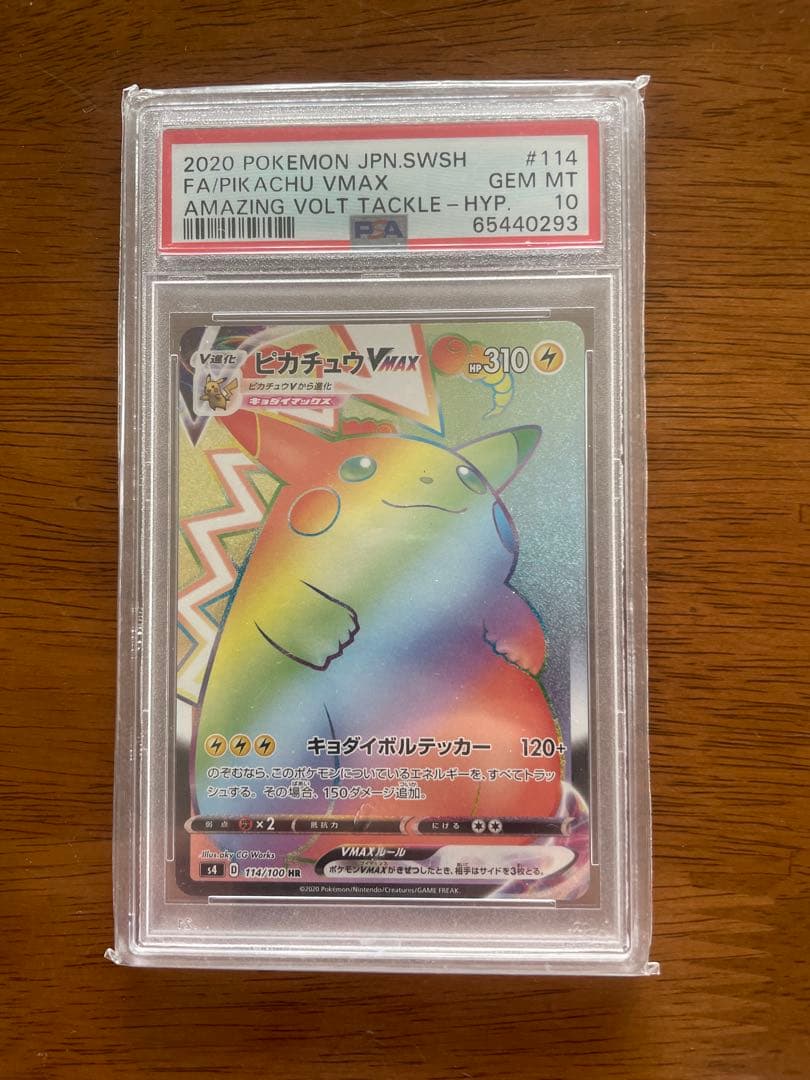 2020 POKEMON JPN.SWSH #114
FA/PIKACHU VMAX GEM MT
AMAZING VOLT TACKLE-HYP. 10
PSA 65440293
V進化 ピカチュウVMAX HP310
ピカチュウVから進化
キョダイマックス
キョダイボルテッカー 120+
のぞむなら、このポケモンについているエネルギーを、すべてトラッ
シュする。その場合、150ダメージ追加。
弱点 ×2 抵抗力 にげる
Illus. aky CG Works
VMAXルール
s4 D 114/100 HR
ポケモンVMAXがきぜつしたとき、相手はサイドを3枚とる。
©2020 Pokémon/Nintendo/Creatures/GAME FREAK.